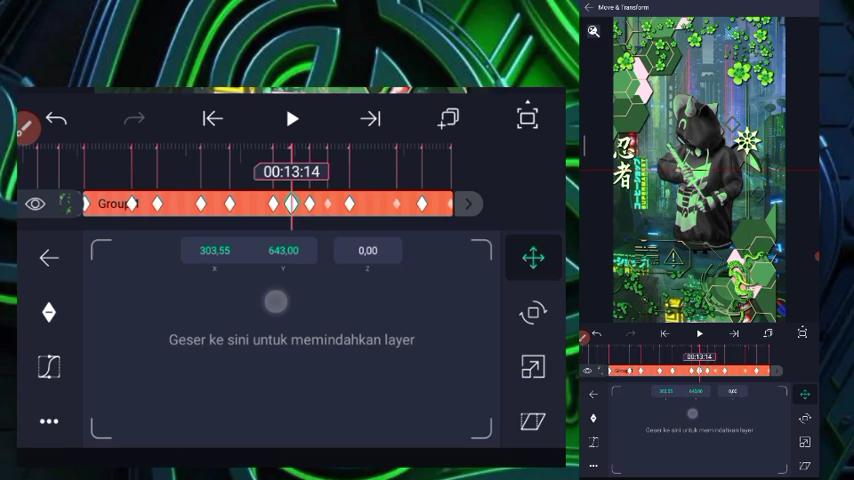 00:13:14
Group
303,55
643,00
0,00
X
Y
Z
Geser ke sini untuk memindahkan layer
Move & Transform
忍者
SUPERMARKET
00:13:14
303,55
643,00
0,00
Geser ke sini untuk memindahkan layer